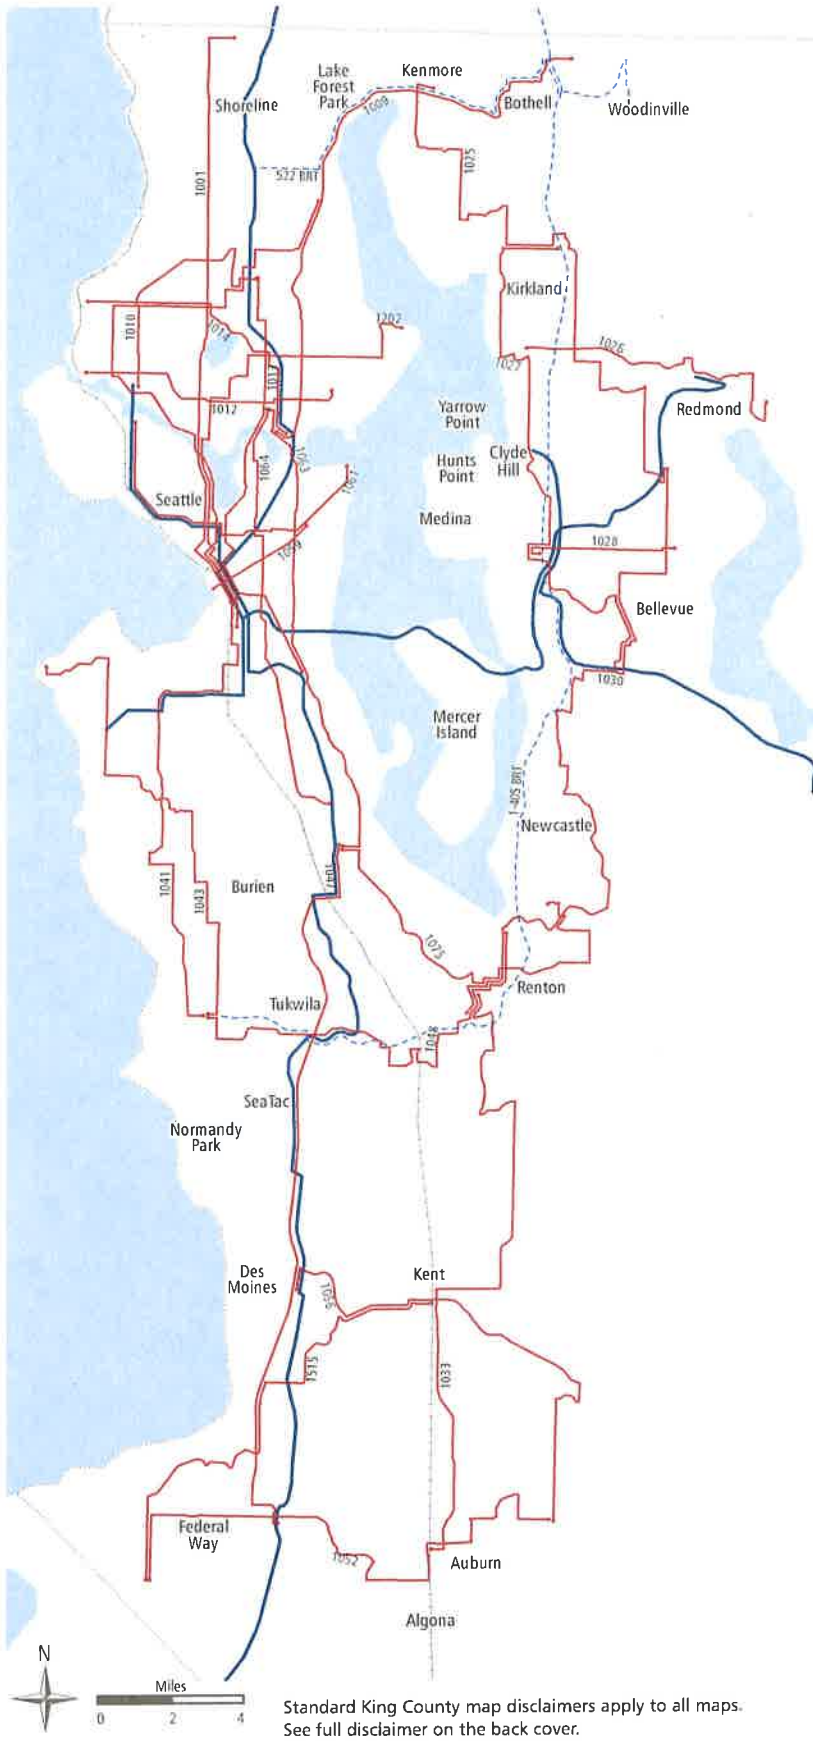 Lake
Forest
Park
Kenmore
1009
Shoreline
Bothell
Woodinville
522 BRT
1025
1001
Kirkland
1202
1010
1014
1026
1027
1013
Redmond
1012
Yarrow
Point
Clyde
Hill
Hunts
Point
1063
1064
1061
Seattle
Medina
1059
1028
Bellevue
1030
Mercer
Island
I-405 BRT
Newcastle
1041
1043
Burien
1047
1075
Renton
Tukwila
1048
SeaTac
Normandy
Park
Des
Moines
Kent
1056
1515
1033
Federal
Way
1052
Auburn
Algona
N
Miles
0 2 4
Standard King County map disclaimers apply to all maps.
See full disclaimer on the back cover.